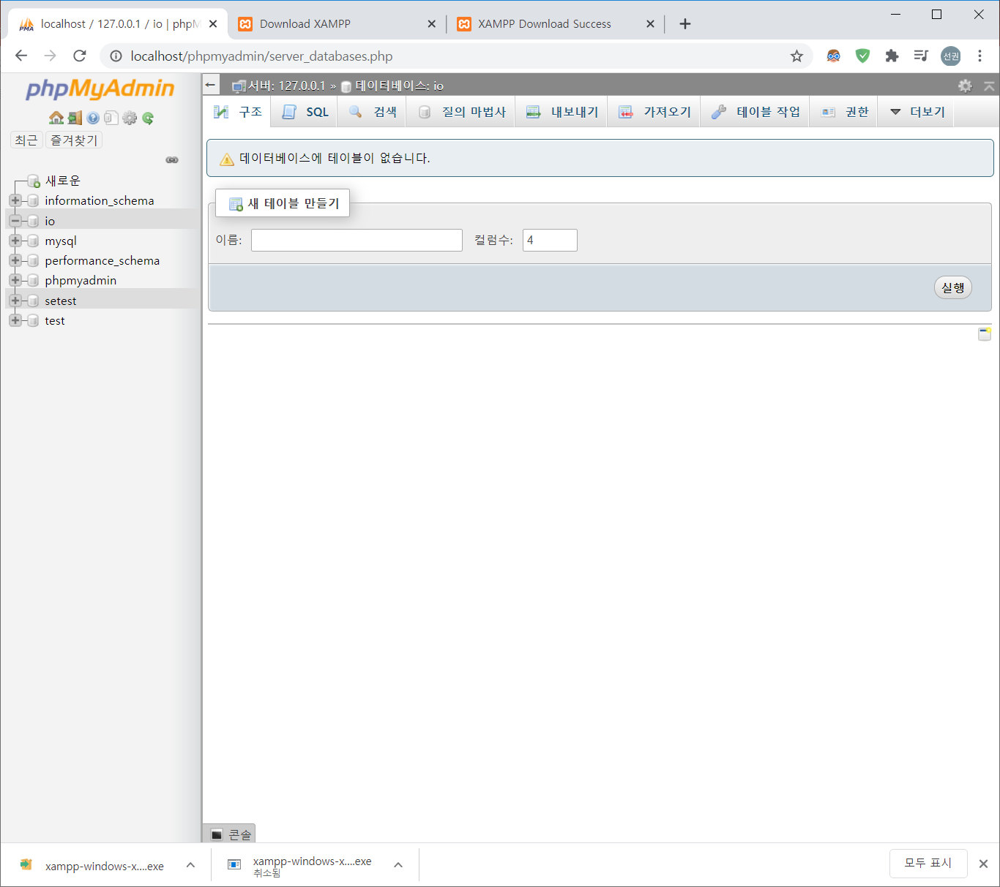 localhost / 127.0.0.1 / io | phpM
Download XAMPP
XAMPP Download Success
localhost/phpmyadmin/server_databases.php
선권
phpMyAdmin
최근
즐겨찾기
새로운
information_schema
io
mysql
performance_schema
phpmyadmin
setest
test
서버: 127.0.0.1 » 데이터베이스: io
구조
SQL
검색
질의 마법사
내보내기
가져오기
테이블 작업
권한
더보기
데이터베이스에 테이블이 없습니다.
새 테이블 만들기
이름:
컬럼수: 4
실행
콘솔
xampp-windows-x....exe
xampp-windows-x....exe
취소됨
모두 표시